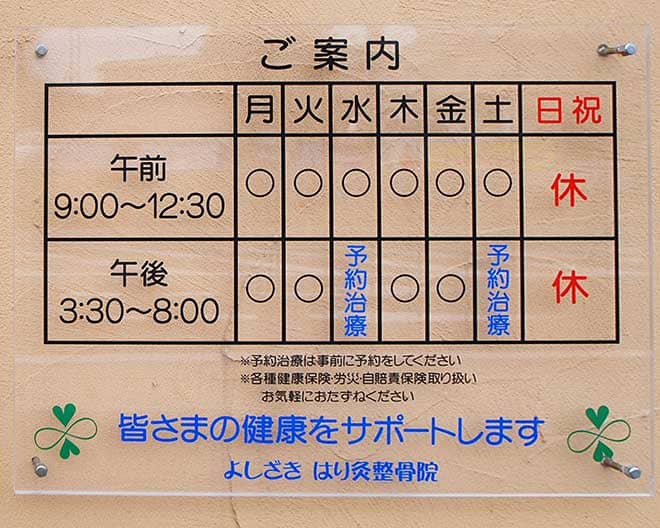 ご案内
月 火 水 木 金 土 日祝
午前
9:00〜12:30 ○ ○ ○ ○ ○ ○ 休
午後
3:30〜8:00 ○ ○ 予約治療 ○ ○ 予約治療 休
※予約治療は事前に予約をしてください
※各種健康保険・労災・自賠責保険取り扱い
お気軽におたずねください
皆さまの健康をサポートします
よしざき はり灸整骨院